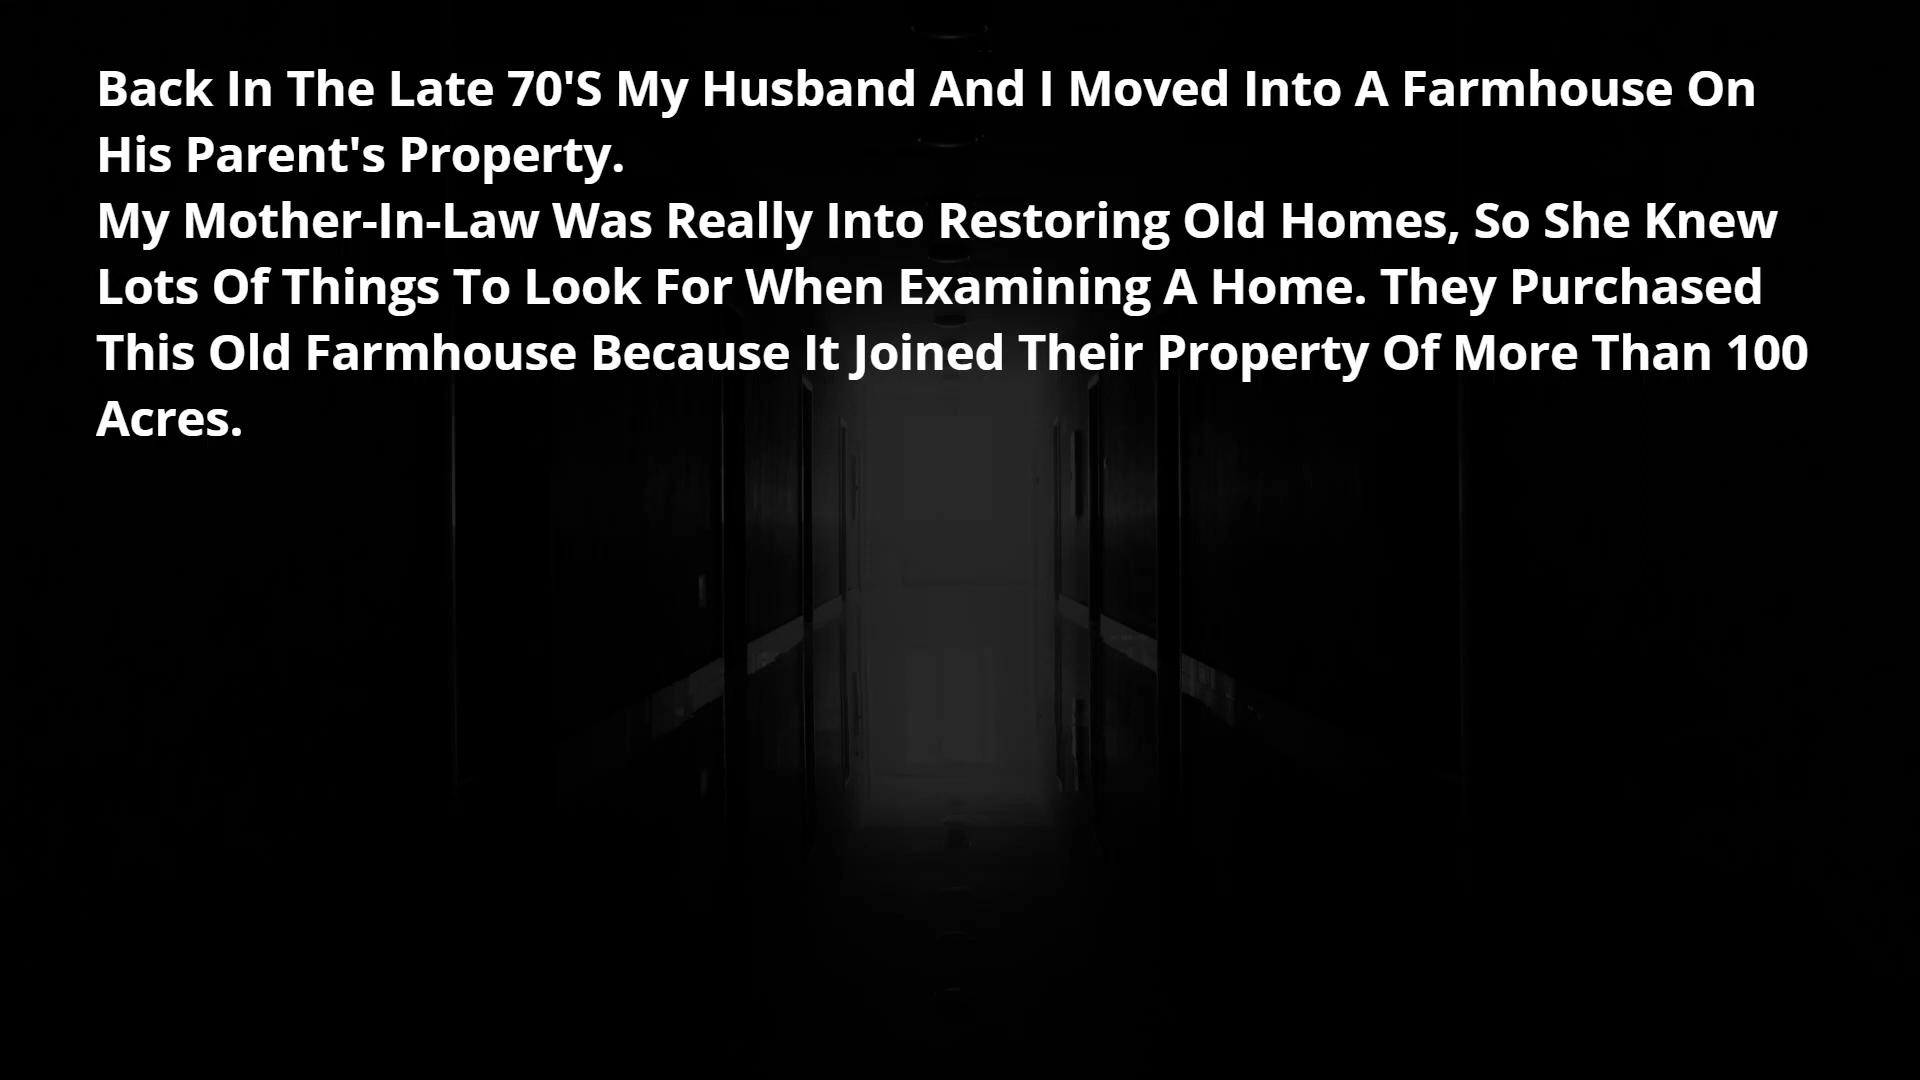 Back In The Late 70'S My Husband And I Moved Into A Farmhouse On
His Parent's Property.
My Mother-In-Law Was Really Into Restoring Old Homes, So She Knew
Lots Of Things To Look For When Examining A Home. They Purchased
This Old Farmhouse Because It Joined Their Property Of More Than 100
Acres.